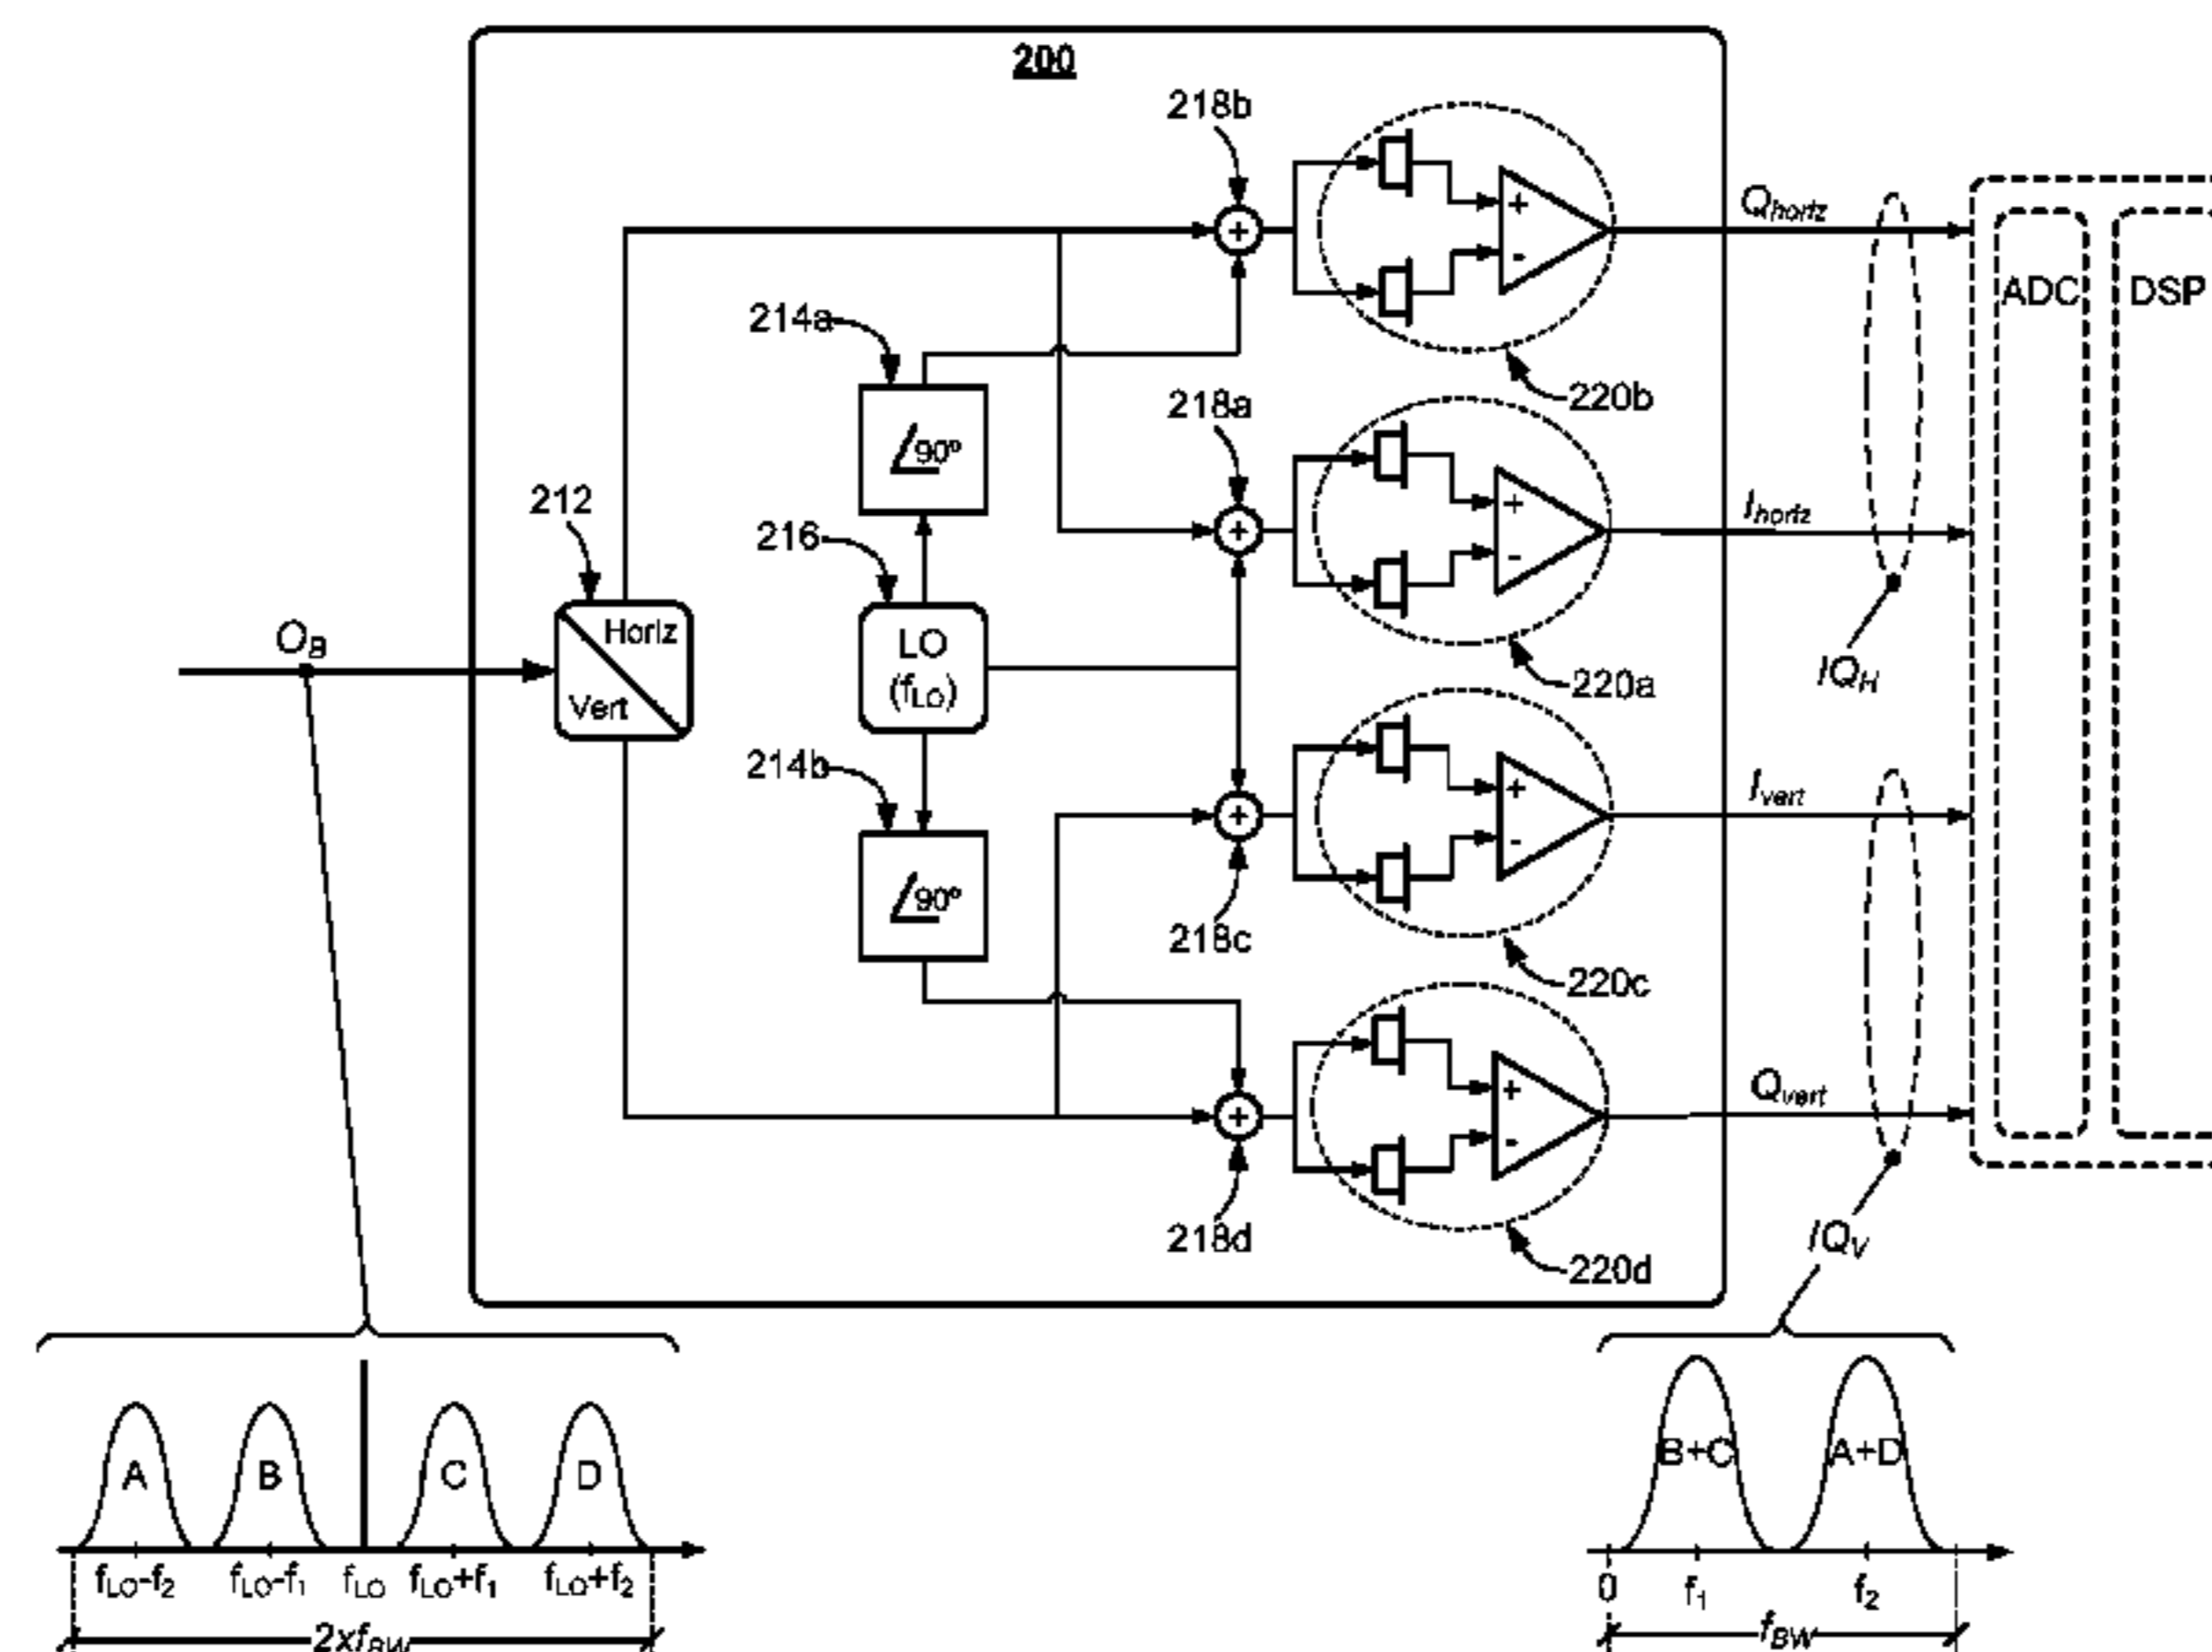 200
218b
Qhoriz
+
+
-
ADC
DSP
214a
220b
∠90º
218a
Ihoriz
+
+
-
212
216
IQH
220a
OB
Horiz
Vert
LO
(fLO)
Ivert
214b
+
+
-
∠90º
218c
220c
Qvert
+
+
-
218d
IQV
220d
A
B
C
D
B+C
A+D
fLO-f2
fLO-f1
fLO
fLO+f1
fLO+f2
0
f1
f2
2xfBW
fBW